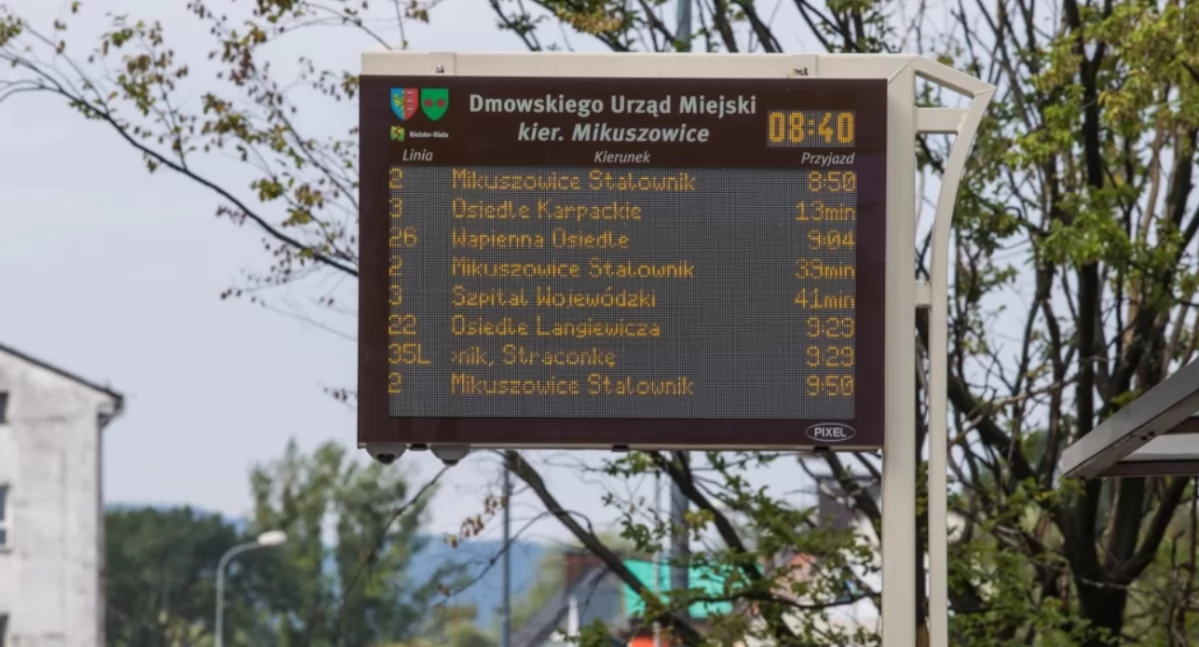 Dmowskiego Urząd Miejski
kier. Mikuszowice
08:40
Bielsko-Biała
Linia Kierunek Przyjazd
2 Mikuszowice Stalownik 8:50
3 Osiedle Karpackie 13min
26 Wapienna Osiedle 9:04
2 Mikuszowice Stalownik 39min
3 Szpital Wojewódzki 41min
22 Osiedle Langiewicza 9:29
35L nik, Straconkę 9:29
2 Mikuszowice Stalownik 9:50
PIXEL